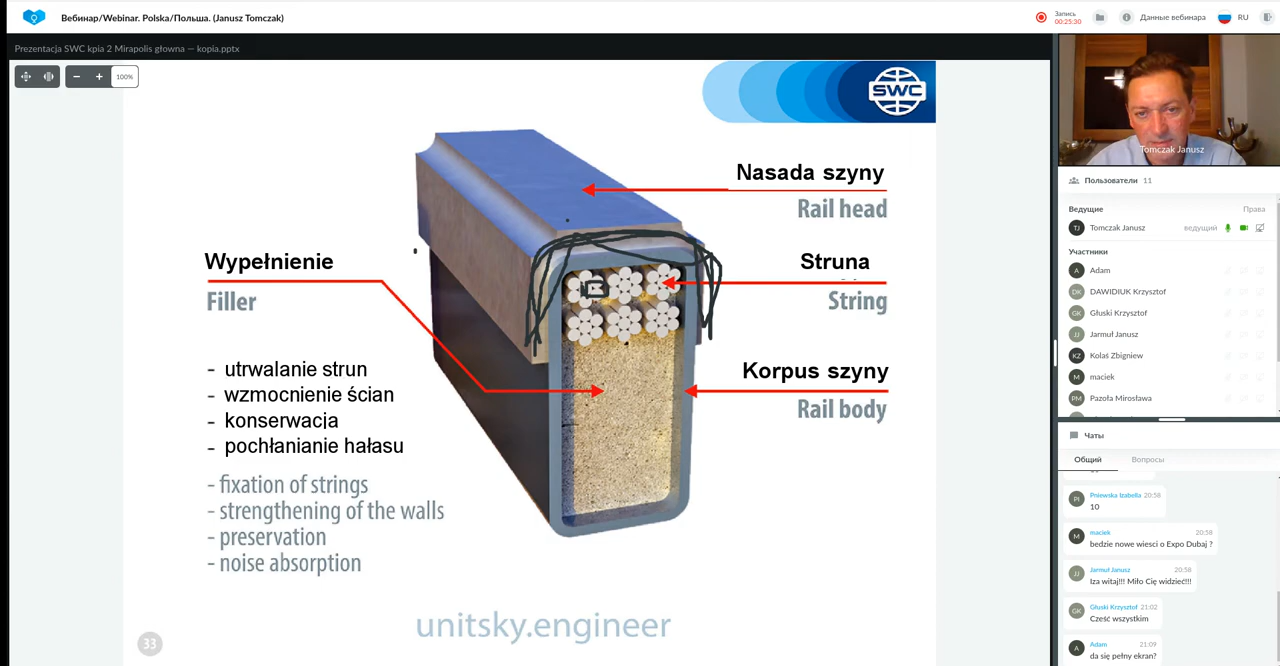 Вебинар/Webinar. Polska/Польша. (Janusz Tomczak)
Запись
00:25:30
Данные вебинара
RU
Prezentacja SWC kpia 2 Mirapolis głowna — kopia.pptx
100%
SWC
Nasada szyny
Rail head
Wypełnienie
Filler
Struna
String
Korpus szyny
Rail body
- utrwalanie strun
- wzmocnienie ścian
- konserwacja
- pochłanianie hałasu
- fixation of strings
- strengthening of the walls
- preservation
- noise absorption
unitsky.engineer
33
Tomczak Janusz
Пользователи 11
Ведущие Права
TJ Tomczak Janusz ведущий
Участники
A Adam
DK DAWIDIUK Krzysztof
GK Głuski Krzysztof
JJ Jarmuł Janusz
KZ Kolaś Zbigniew
M maciek
PM Pazoła Mirosława
Чаты
Общий Вопросы
PI Pniewska Izabella 20:58
10
M maciek 20:58
bedzie nowe wiesci o Expo Dubaj ?
JJ Jarmuł Janusz 20:58
Iza witaj!!! Miło Cię widzieć!!!
GK Głuski Krzysztof 21:02
Cześć wszystkim
A Adam 21:09
da się pełny ekran?